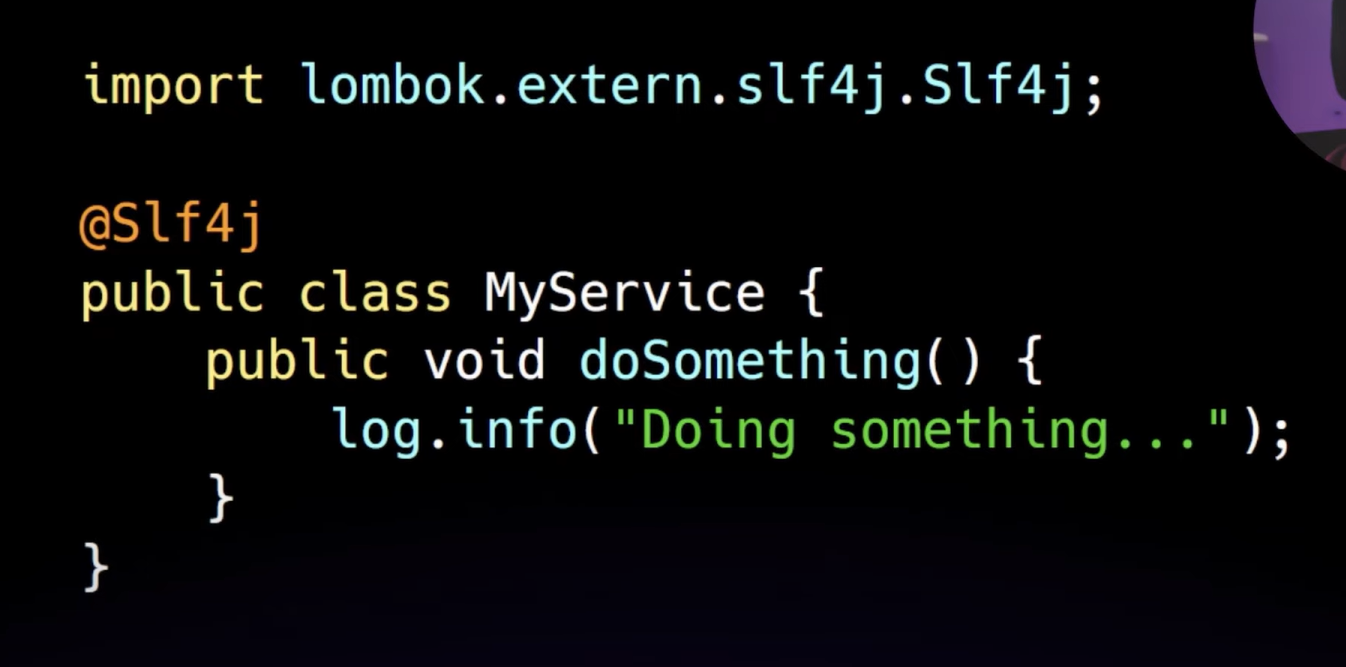 import lombok.extern.slf4j.Slf4j;
@Slf4j
public class MyService {
public void doSomething() {
log.info("Doing something...");
}
}